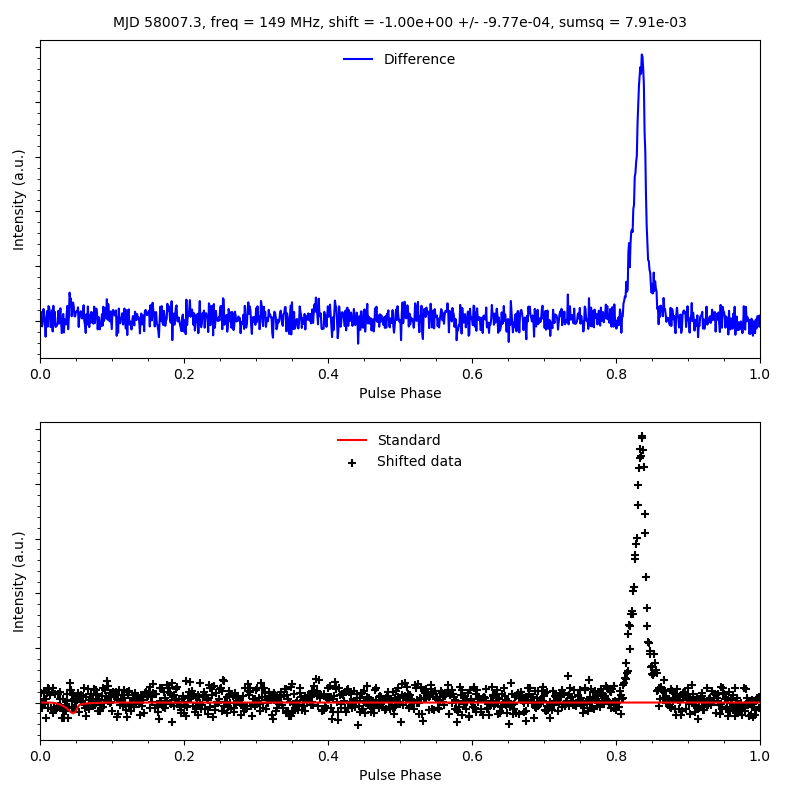 MJD 58007.3, freq = 149 MHz, shift = -1.00e+00 +/- -9.77e-04, sumsq = 7.91e-03
Difference
Intensity (a.u.)
0.0 0.2 0.4 0.6 0.8 1.0
Pulse Phase
Standard
Shifted data
Intensity (a.u.)
0.0 0.2 0.4 0.6 0.8 1.0
Pulse Phase